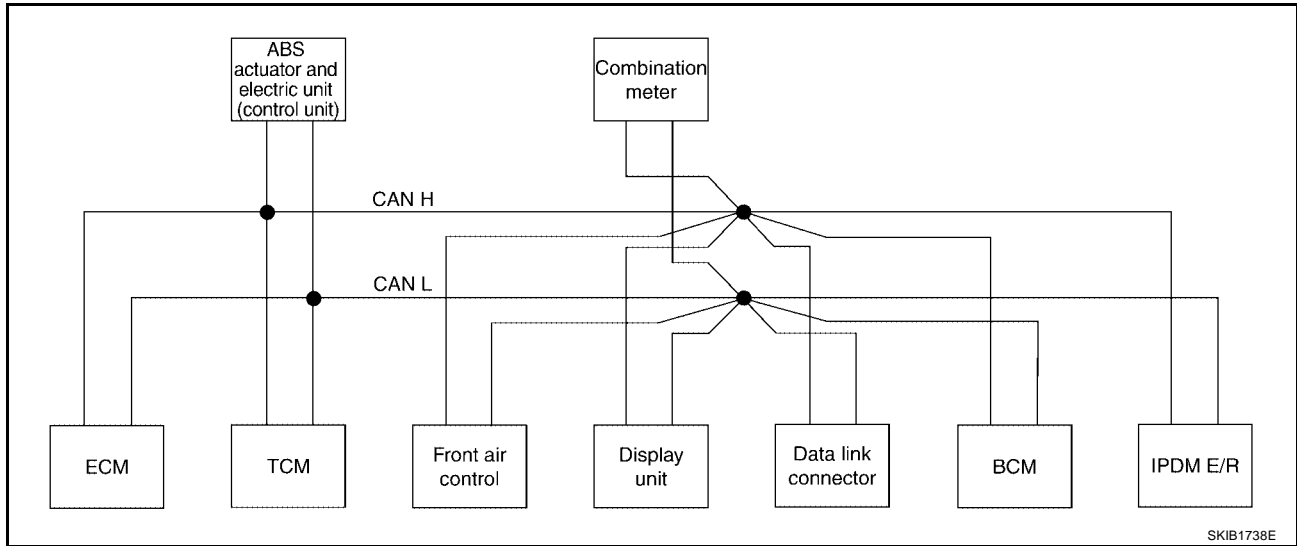 ABS
actuator and
electric unit
(control unit)
Combination
meter
CAN H
CAN L
ECM
TCM
Front air
control
Display
unit
Data link
connector
BCM
IPDM E/R
SKIB1738E